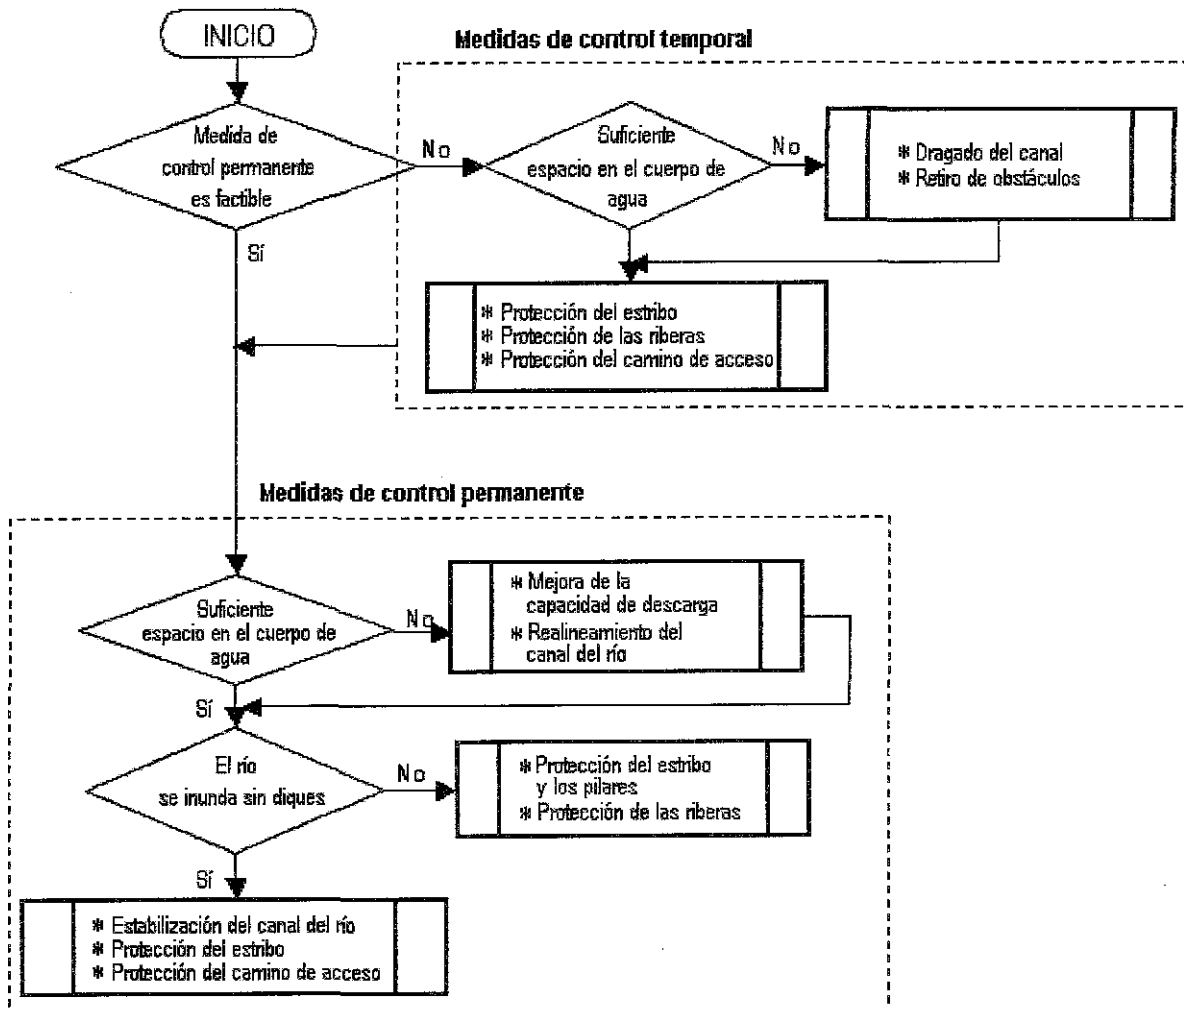 INICIO
Medidas de control temporal
Medida de
control permanente
es factible
No
Suficiente
espacio en el cuerpo de
agua
No
* Dragado del canal
* Retiro de obstáculos
Sí
* Protección del estribo
* Protección de las riberas
* Protección del camino de acceso
Medidas de control permanente
Suficiente
espacio en el cuerpo de
agua
No
* Mejora de la
capacidad de descarga
* Realineamiento del
canal del río
Sí
El río
se inunda sin diques
No
* Protección del estribo
y los pilares
* Protección de las riberas
Sí
* Estabilización del canal del río
* Protección del estribo
* Protección del camino de acceso